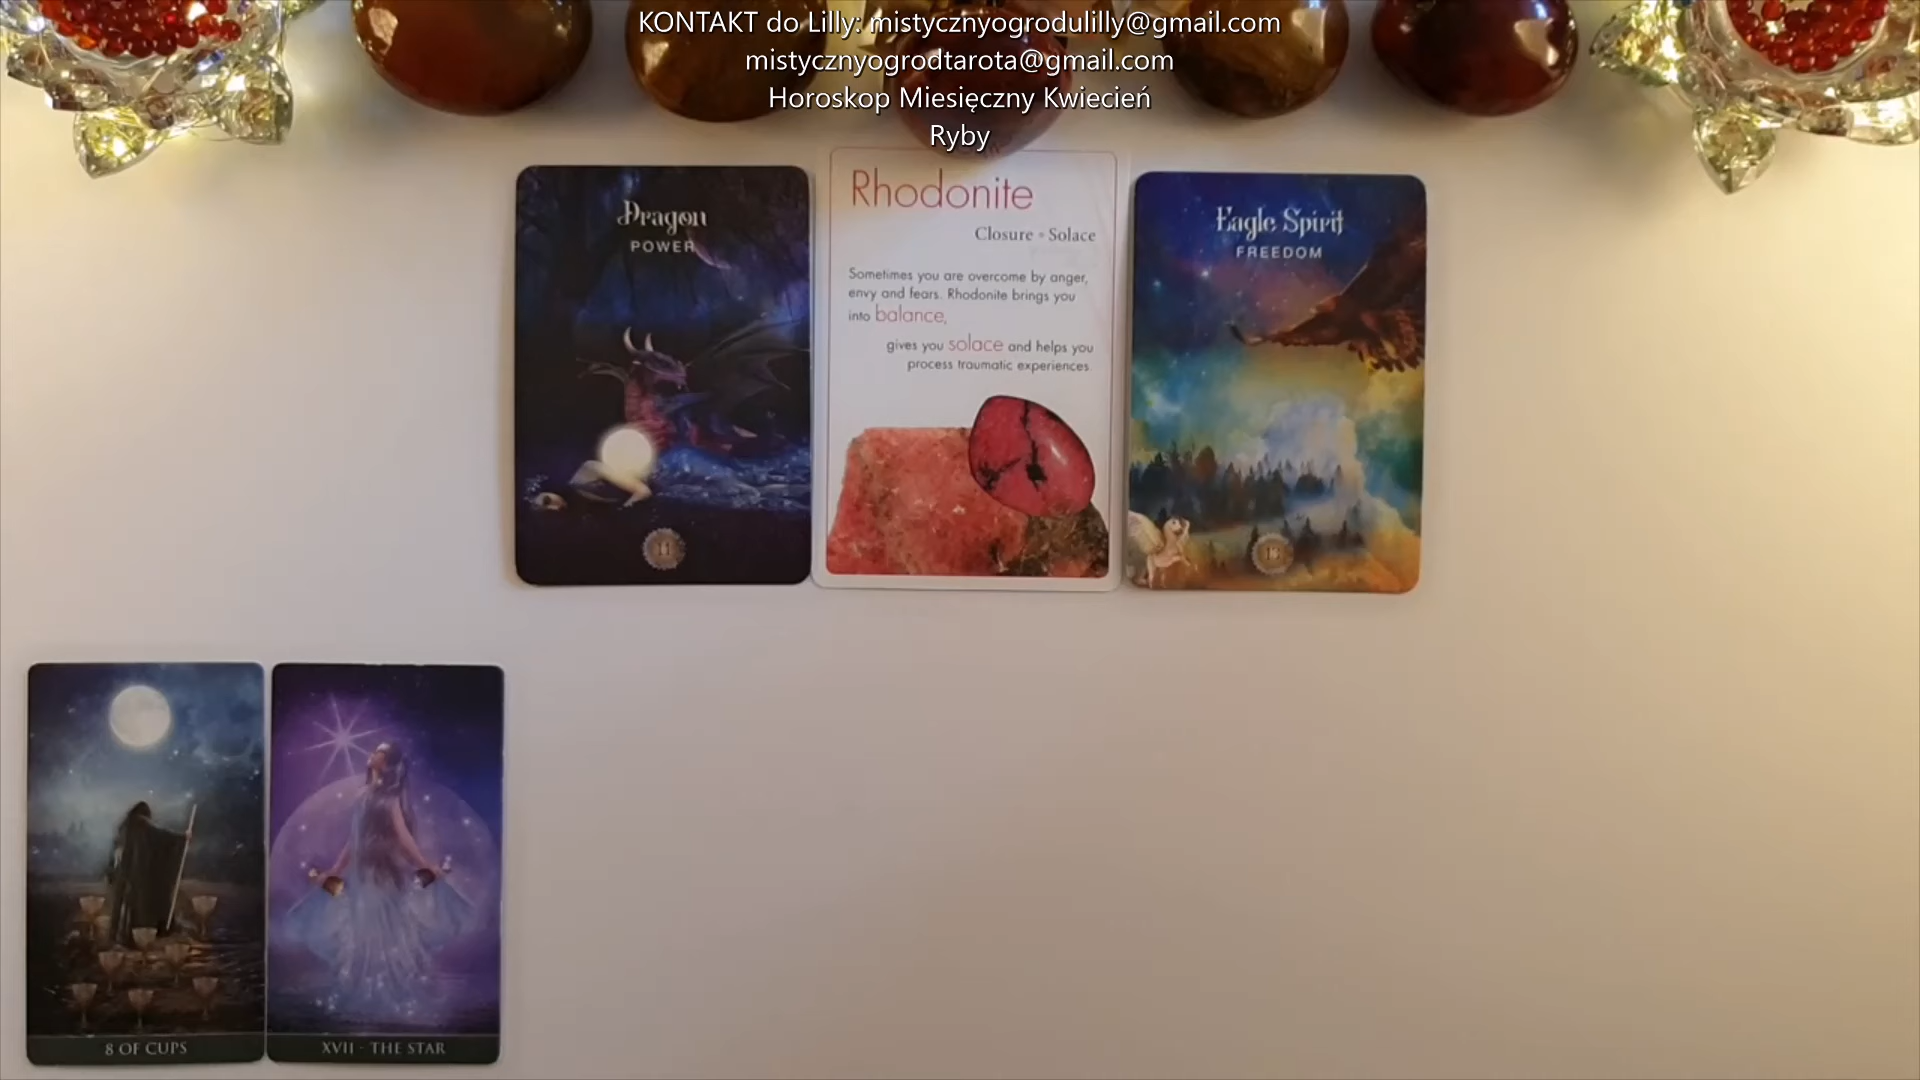 KONTAKT do Lilly: mistycznyogrodulilly@gmail.com
mistycznyogrodtarota@gmail.com
Horoskop Miesięczny Kwiecień
Ryby
Dragon
POWER
11
Rhodonite
Closure • Solace
Sometimes you are overcome by anger,
envy and fears. Rhodonite brings you
into balance,
gives you solace and helps you
process traumatic experiences.
Eagle Spirit
FREEDOM
13
8 OF CUPS
XVII - THE STAR